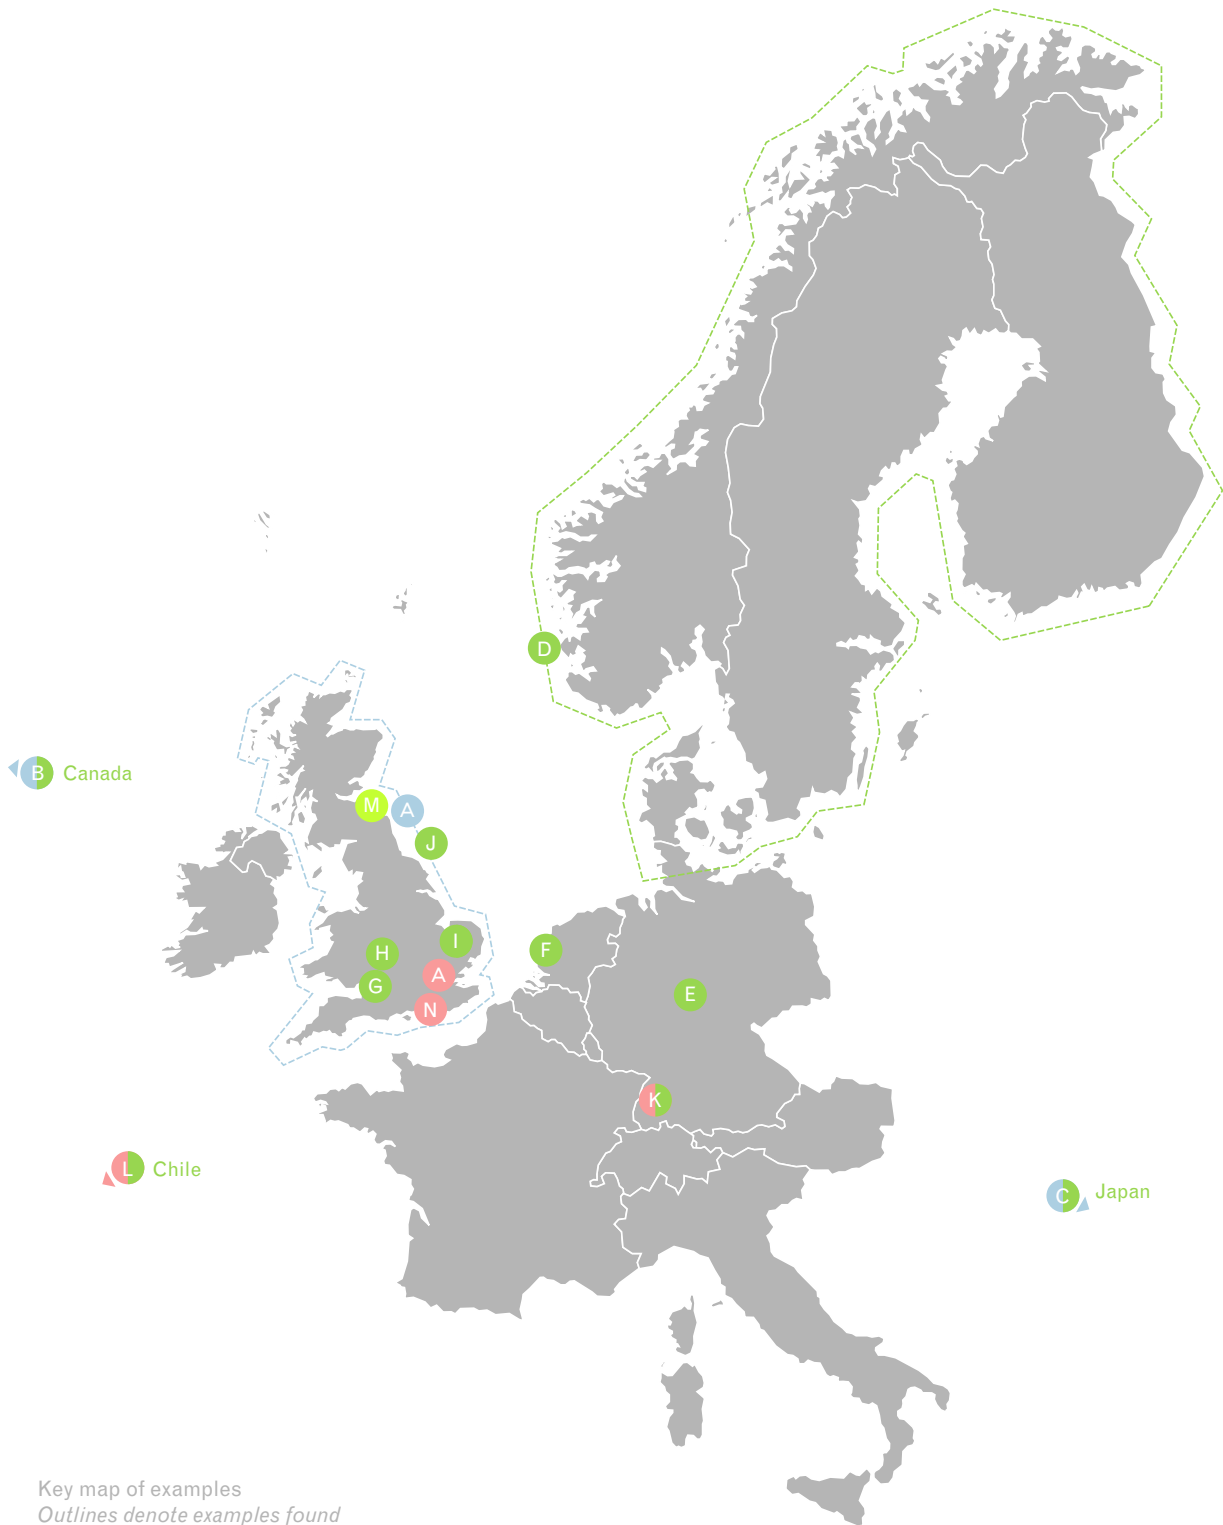 D
B Canada
M
A
J
H
I
F
A
G
E
N
K
L Chile
C Japan
Key map of examples
Outlines denote examples found